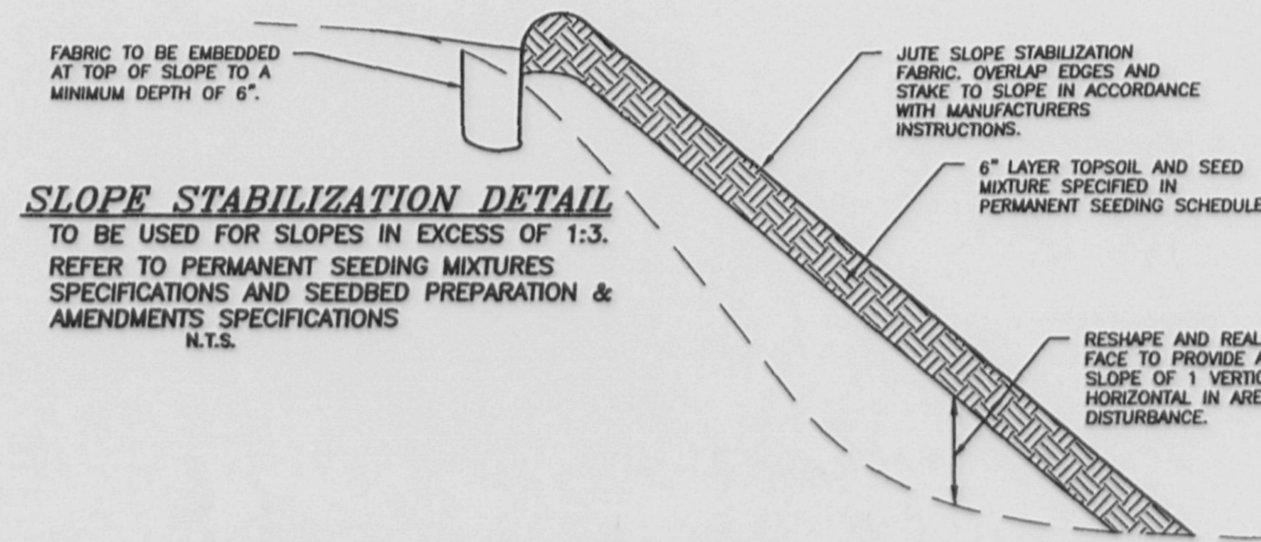 FABRIC TO BE EMBEDDED
AT TOP OF SLOPE TO A
MINIMUM DEPTH OF 6".
JUTE SLOPE STABILIZATION
FABRIC. OVERLAP EDGES AND
STAKE TO SLOPE IN ACCORDANCE
WITH MANUFACTURERS
INSTRUCTIONS.
6" LAYER TOPSOIL AND SEED
MIXTURE SPECIFIED IN
PERMANENT SEEDING SCHEDULE
SLOPE STABILIZATION DETAIL
TO BE USED FOR SLOPES IN EXCESS OF 1:3.
REFER TO PERMANENT SEEDING MIXTURES
SPECIFICATIONS AND SEEDBED PREPARATION &
AMENDMENTS SPECIFICATIONS
N.T.S.
RESHAPE AND REAL
FACE TO PROVIDE A
SLOPE OF 1 VERTIC
HORIZONTAL IN ARE
DISTURBANCE.